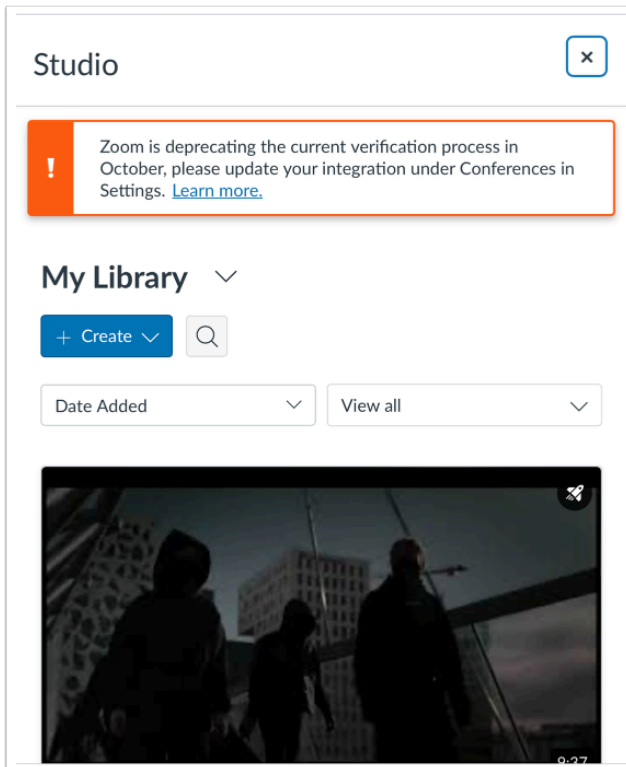 Studio
Zoom is deprecating the current verification process in
October, please update your integration under Conferences in
Settings. Learn more.
My Library
+ Create
Date Added
View all
9:37